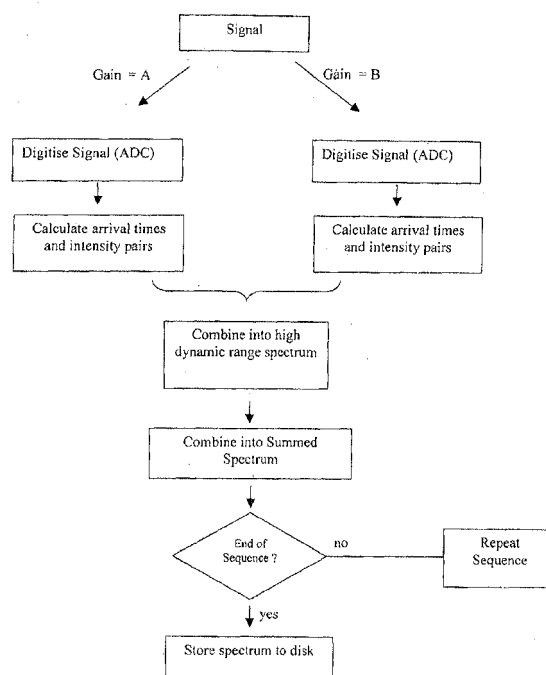 Signal
Gain = A
Gain = B
Digitise Signal (ADC)
Digitise Signal (ADC)
Calculate arrival times
and intensity pairs
Calculate arrival times
and intensity pairs
Combine into high
dynamic range spectrum
Combine into Summed
Spectrum
End of
Sequence ?
no
Repeat
Sequence
yes
Store spectrum to disk